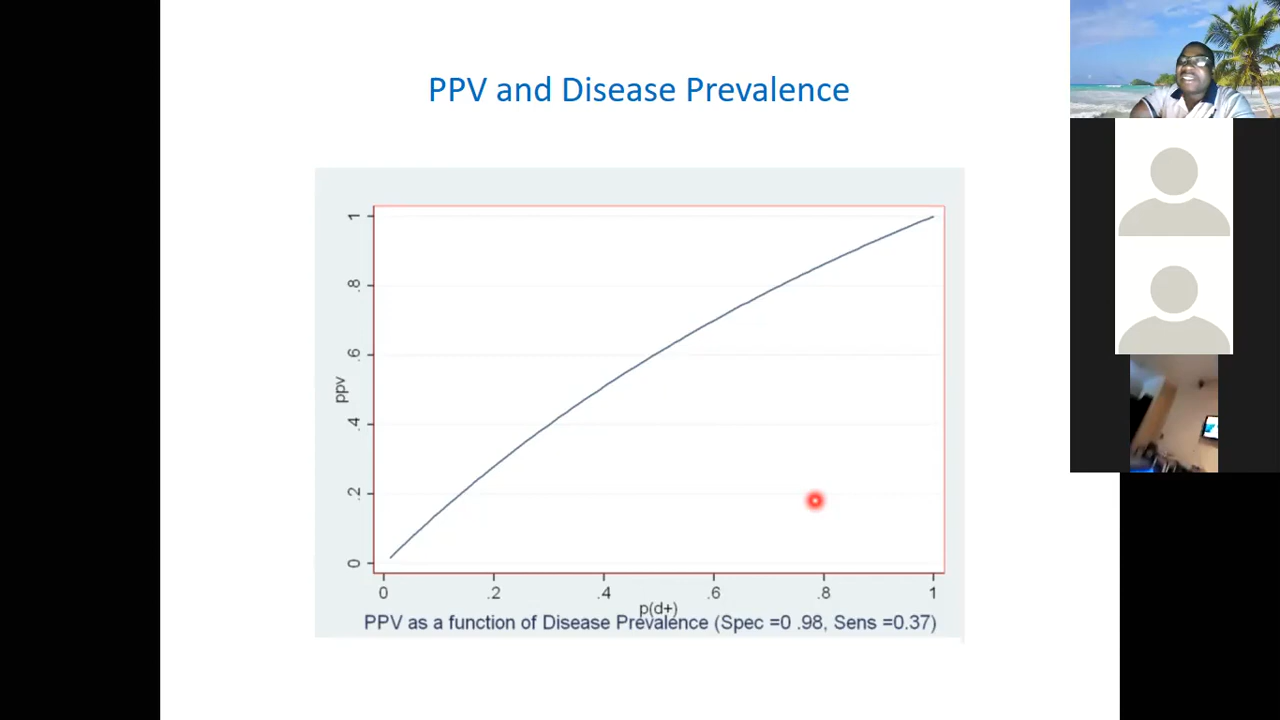 PPV and Disease Prevalence
1
.8
.6
.4
.2
0
ppv
0 .2 .4 .6 .8 1
p(d+)
PPV as a function of Disease Prevalence (Spec =0 .98, Sens =0.37)